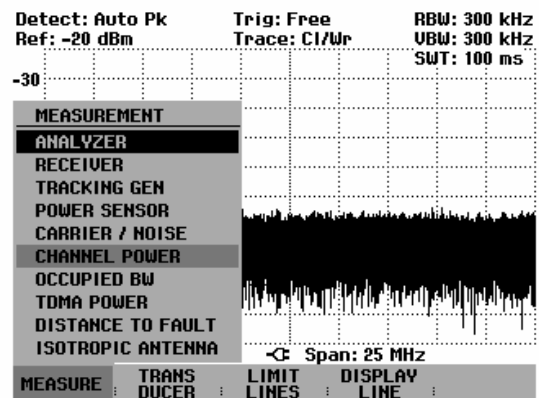 Detect: Auto Pk Trig: Free RBW: 300 kHz
Ref: -20 dBm Trace: Cl/Wr VBW: 300 kHz
SWT: 100 ms
-30
MEASUREMENT
ANALYZER
RECEIVER
TRACKING GEN
POWER SENSOR
CARRIER / NOISE
CHANNEL POWER
OCCUPIED BW
TDMA POWER
DISTANCE TO FAULT
ISOTROPIC ANTENNA
Span: 25 MHz
MEASURE TRANS DUCER LIMIT LINES DISPLAY LINE